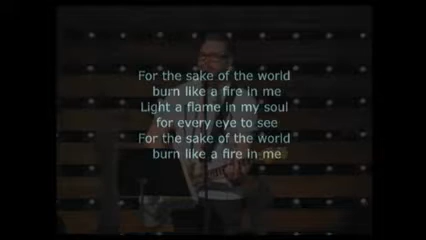 For the sake of the world
burn like a fire in me
Light a flame in my soul
for every eye to see
For the sake of the world
burn like a fire in me